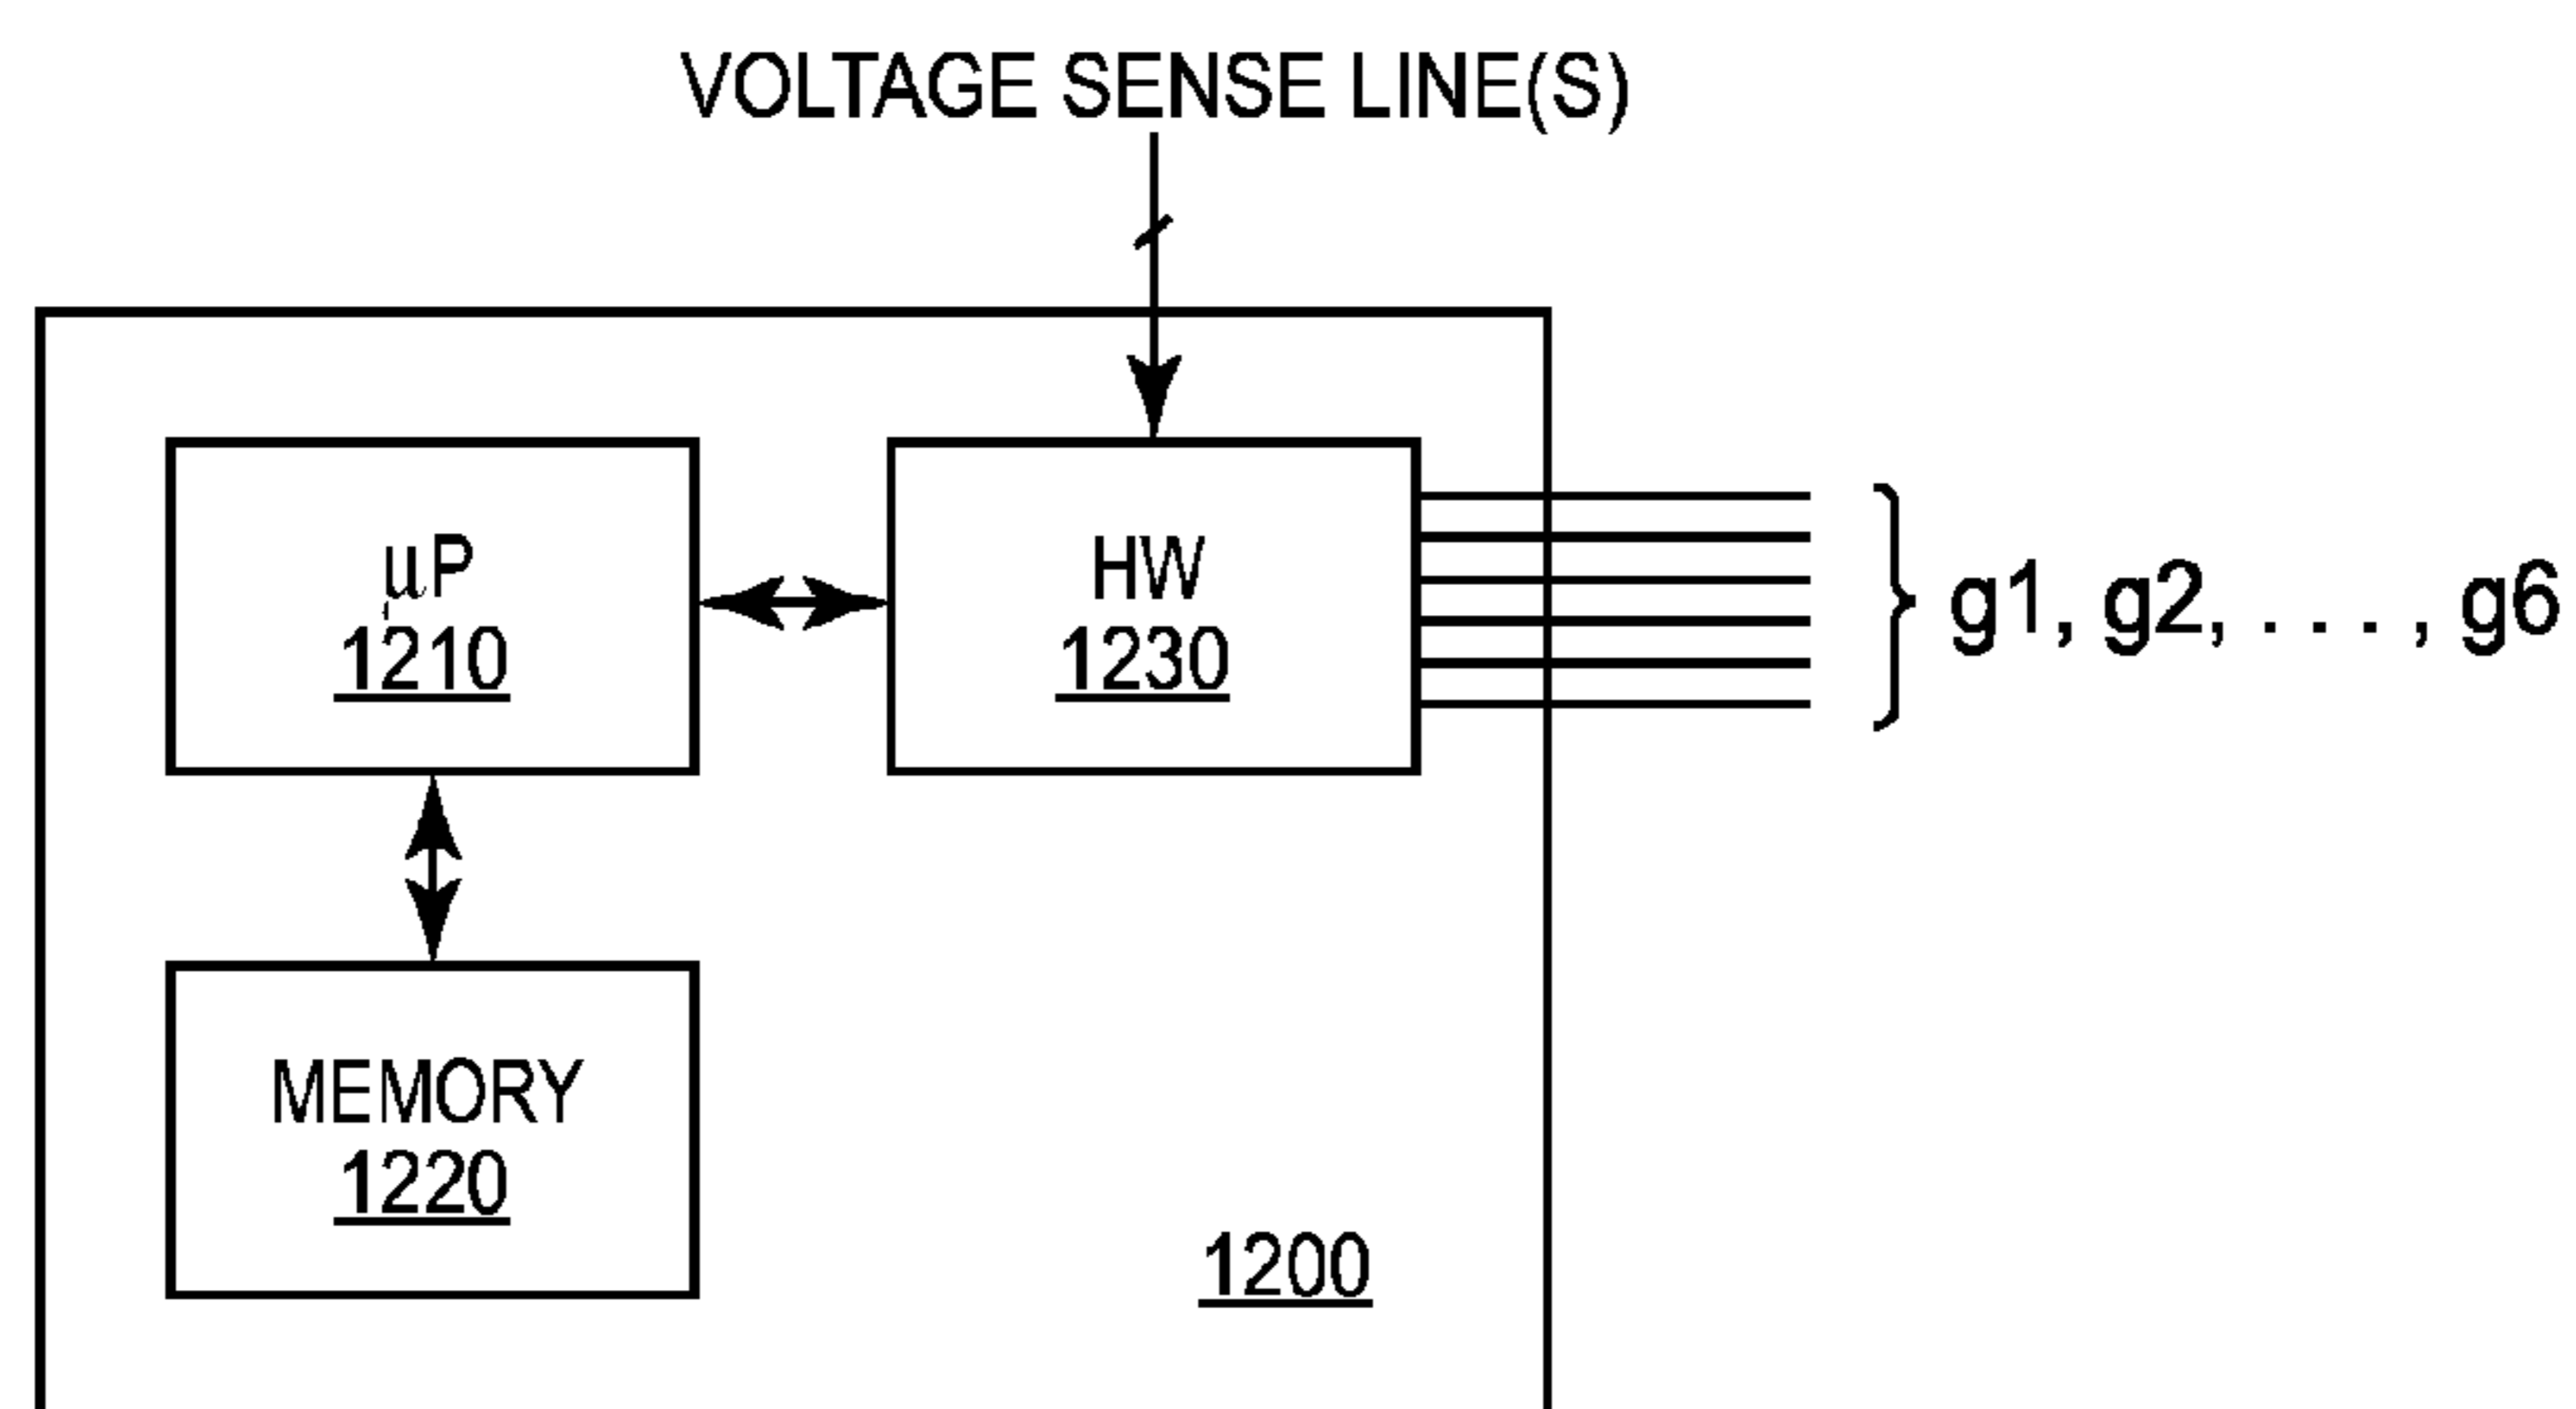 VOLTAGE SENSE LINE(S)
µP
1210
HW
1230
g1, g2, . . . , g6
MEMORY
1220
1200